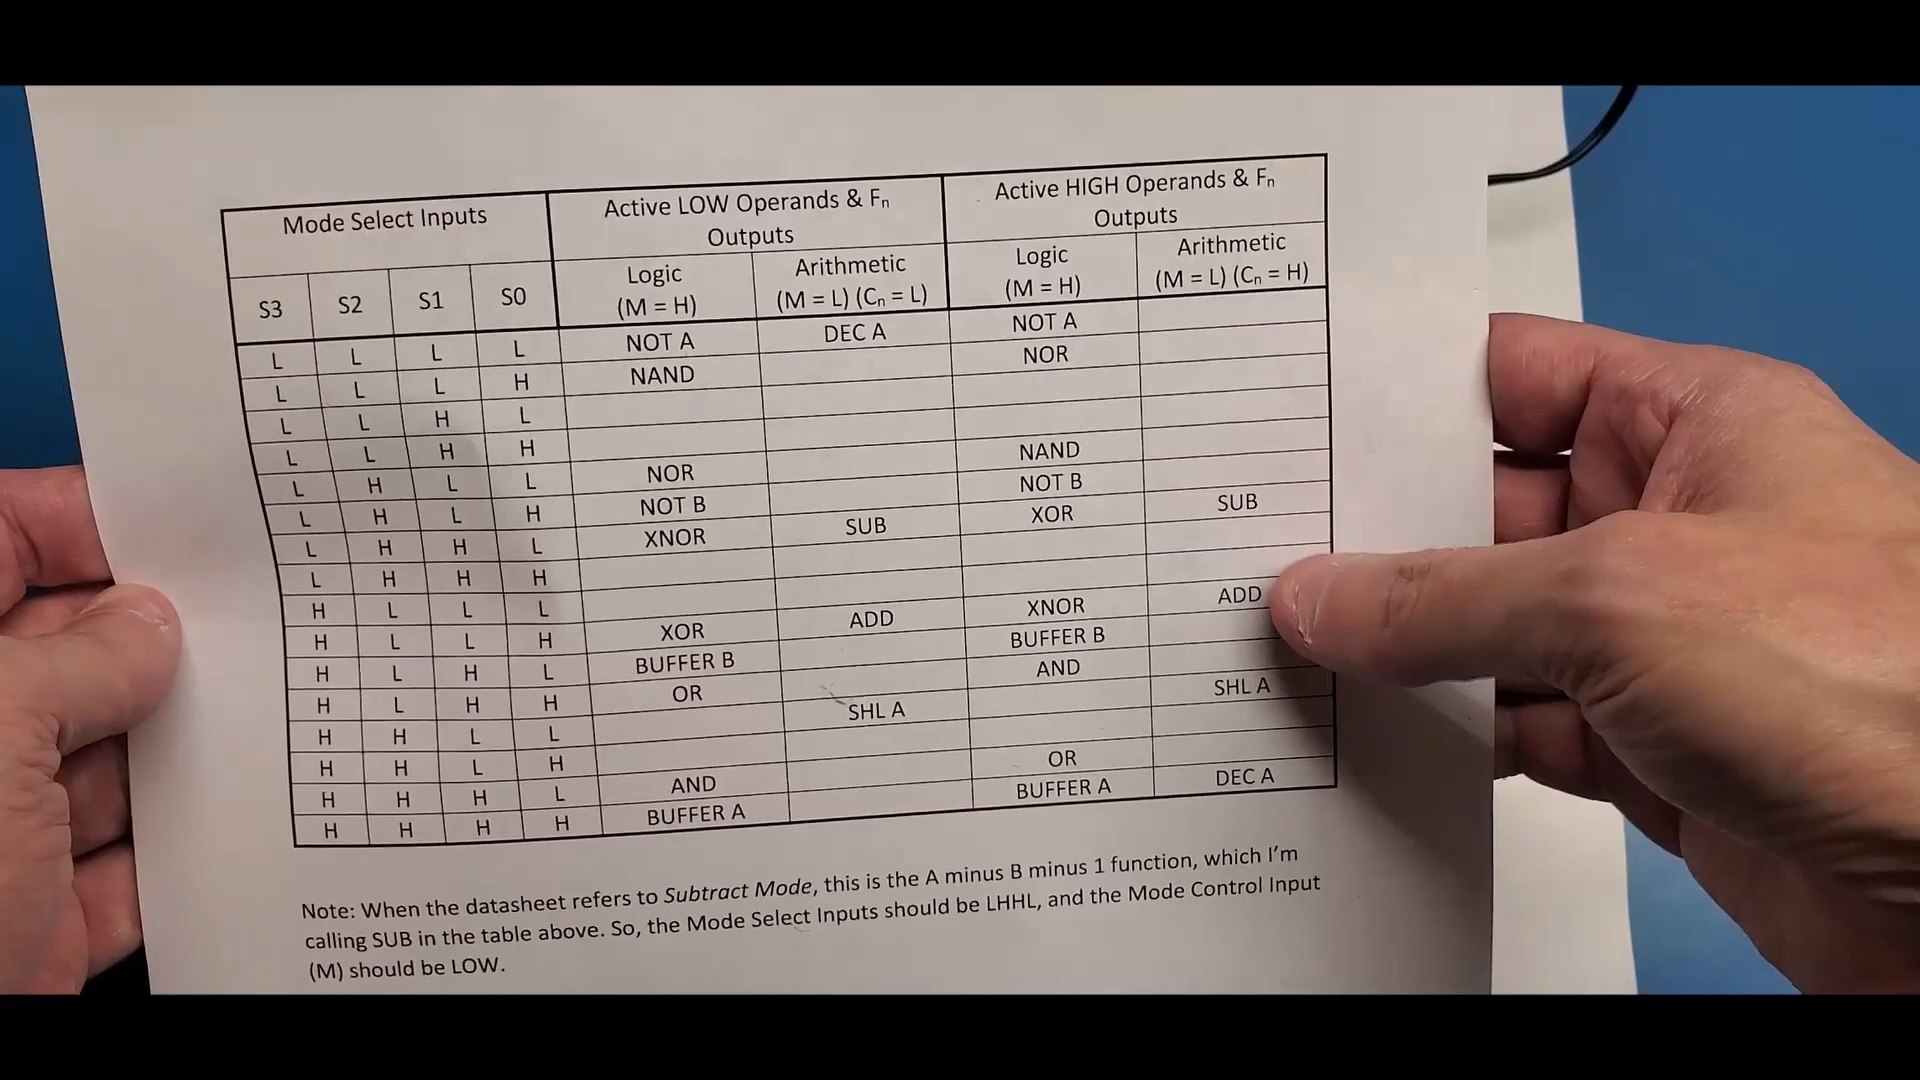 Mode Select Inputs
Active LOW Operands & Fn
Outputs
Active HIGH Operands & Fn
Outputs
S3 S2 S1 S0
Logic
(M = H)
Arithmetic
(M = L) (Cn = L)
Logic
(M = H)
Arithmetic
(M = L) (Cn = H)
L L L L NOT A DEC A NOT A
L L L H NAND NOR
L L H L
L L H H
L H L L NOR NAND
L H L H NOT B NOT B
L H H L XNOR SUB XOR SUB
L H H H
H L L L
H L L H XOR ADD XNOR ADD
H L H L BUFFER B BUFFER B
H L H H OR AND
H H L L SHL A SHL A
H H L H
H H H L AND OR
H H H H BUFFER A BUFFER A DEC A
Note: When the datasheet refers to Subtract Mode, this is the A minus B minus 1 function, which I'm
calling SUB in the table above. So, the Mode Select Inputs should be LHHL, and the Mode Control Input
(M) should be LOW.